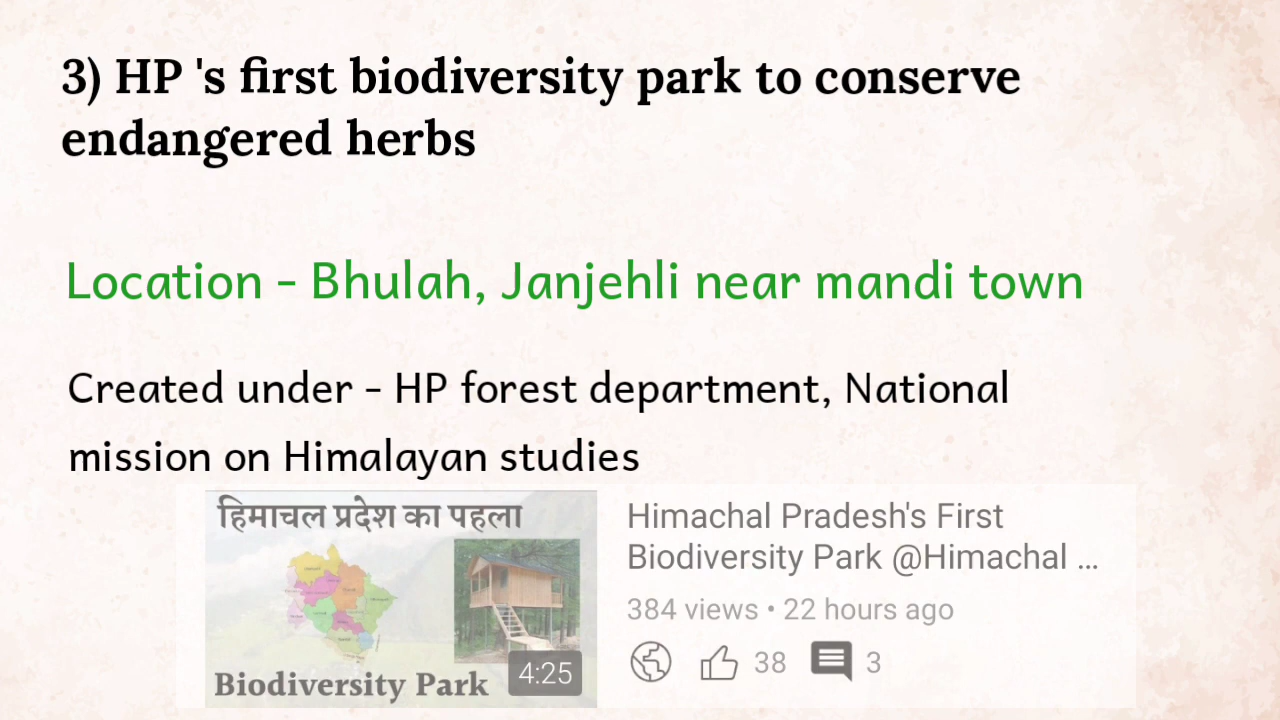 3) HP 's first biodiversity park to conserve
endangered herbs
Location - Bhulah, Janjehli near mandi town
Created under - HP forest department, National
mission on Himalayan studies
हिमाचल प्रदेश का पहला
Biodiversity Park
4:25
Himachal Pradesh's First
Biodiversity Park @Himachal ...
384 views • 22 hours ago
38
3